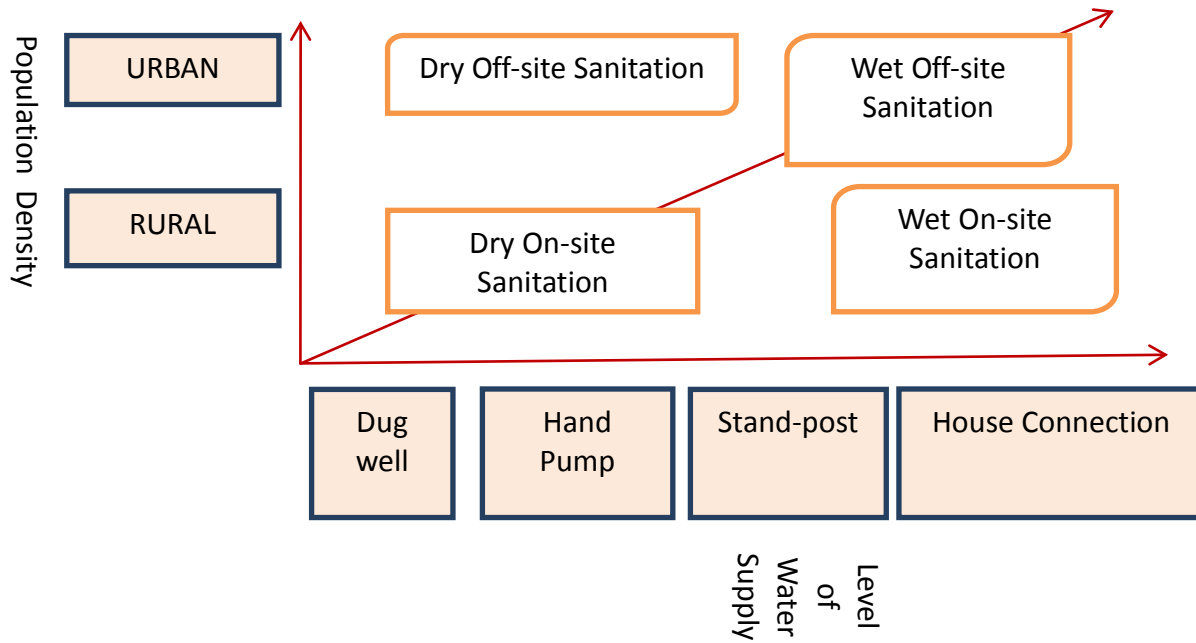 Population Density
URBAN
RURAL
Dry Off-site Sanitation
Wet Off-site
Sanitation
Dry On-site
Sanitation
Wet On-site
Sanitation
Dug
well
Hand
Pump
Stand-post
House Connection
Level
of
Water
Supply